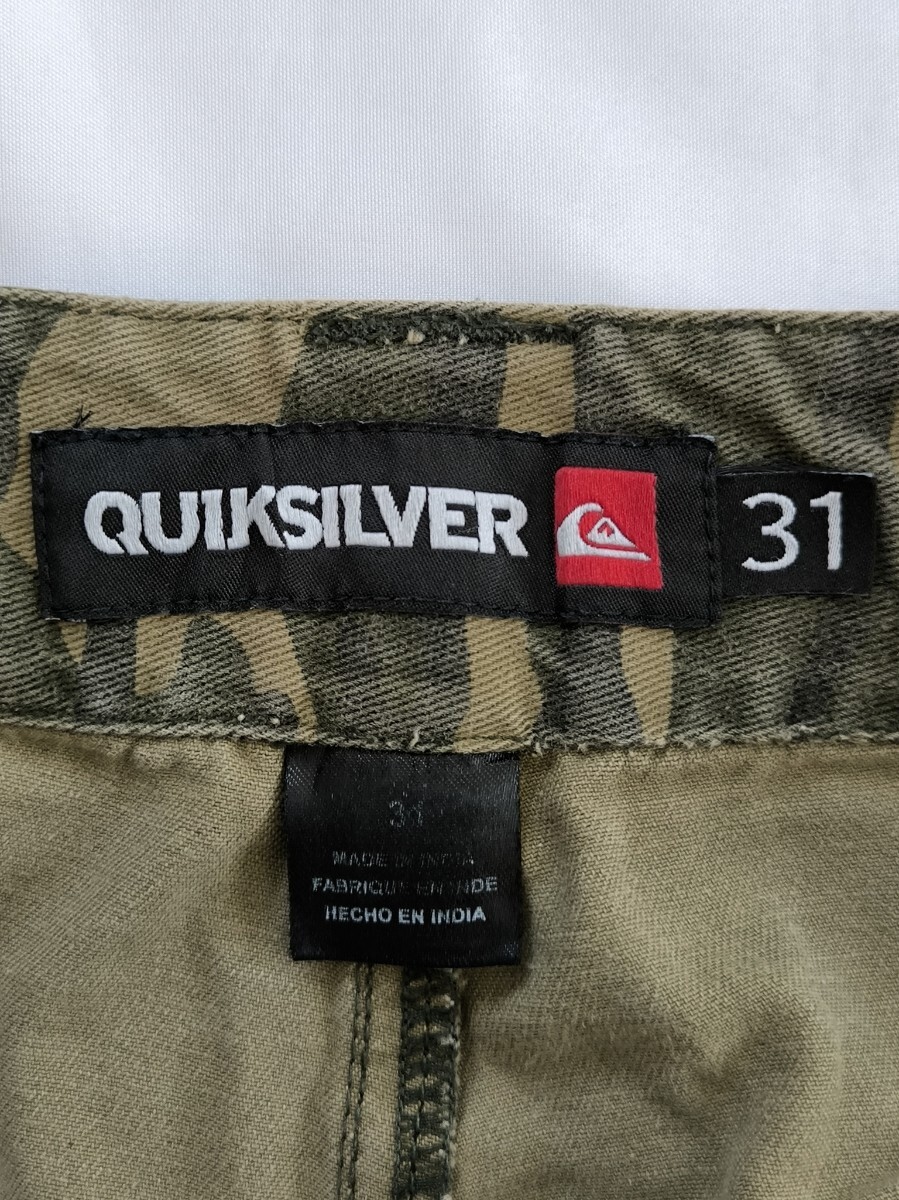 QUIKSILVER 31
31
MADE IN INDIA
FABRIQUE EN INDE
HECHO EN INDIA